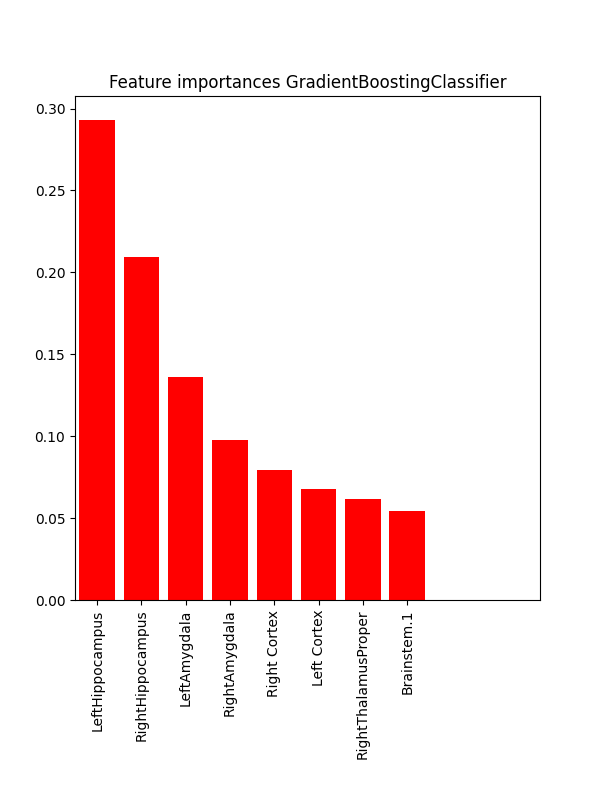 Feature importances GradientBoostingClassifier
0.30
0.25
0.20
0.15
0.10
0.05
0.00
LeftHippocampus
RightHippocampus
LeftAmygdala
RightAmygdala
Right Cortex
Left Cortex
RightThalamusProper
Brainstem.1